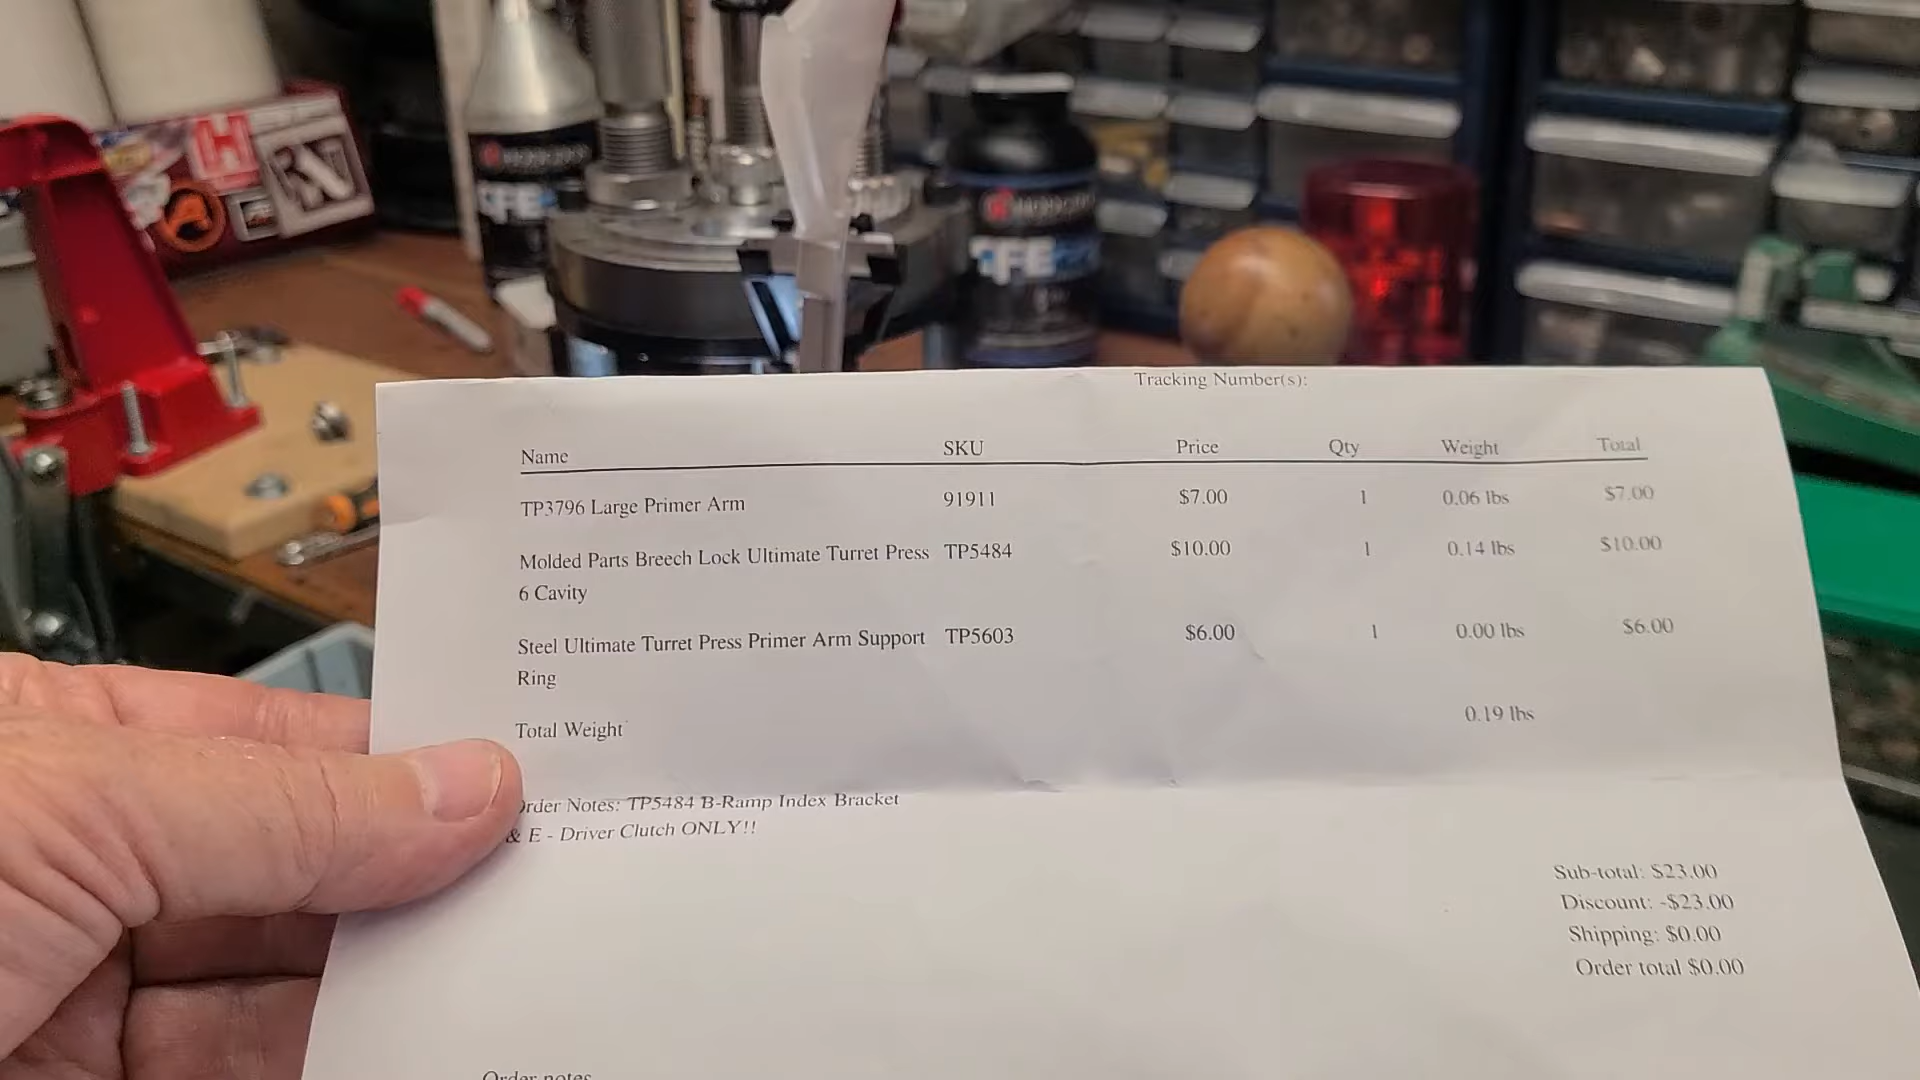 Tracking Number(s):
Name SKU Price Qty Weight Total
TP3796 Large Primer Arm 91911 $7.00 1 0.06 lbs $7.00
Molded Parts Breech Lock Ultimate Turret Press TP5484 $10.00 1 0.14 lbs $10.00
6 Cavity
Steel Ultimate Turret Press Primer Arm Support TP5603 $6.00 1 0.00 lbs $6.00
Ring
Total Weight 0.19 lbs
Order Notes: TP5484 B-Ramp Index Bracket
& E - Driver Clutch ONLY!!
Sub-total: $23.00
Discount: -$23.00
Shipping: $0.00
Order total $0.00
Order notes